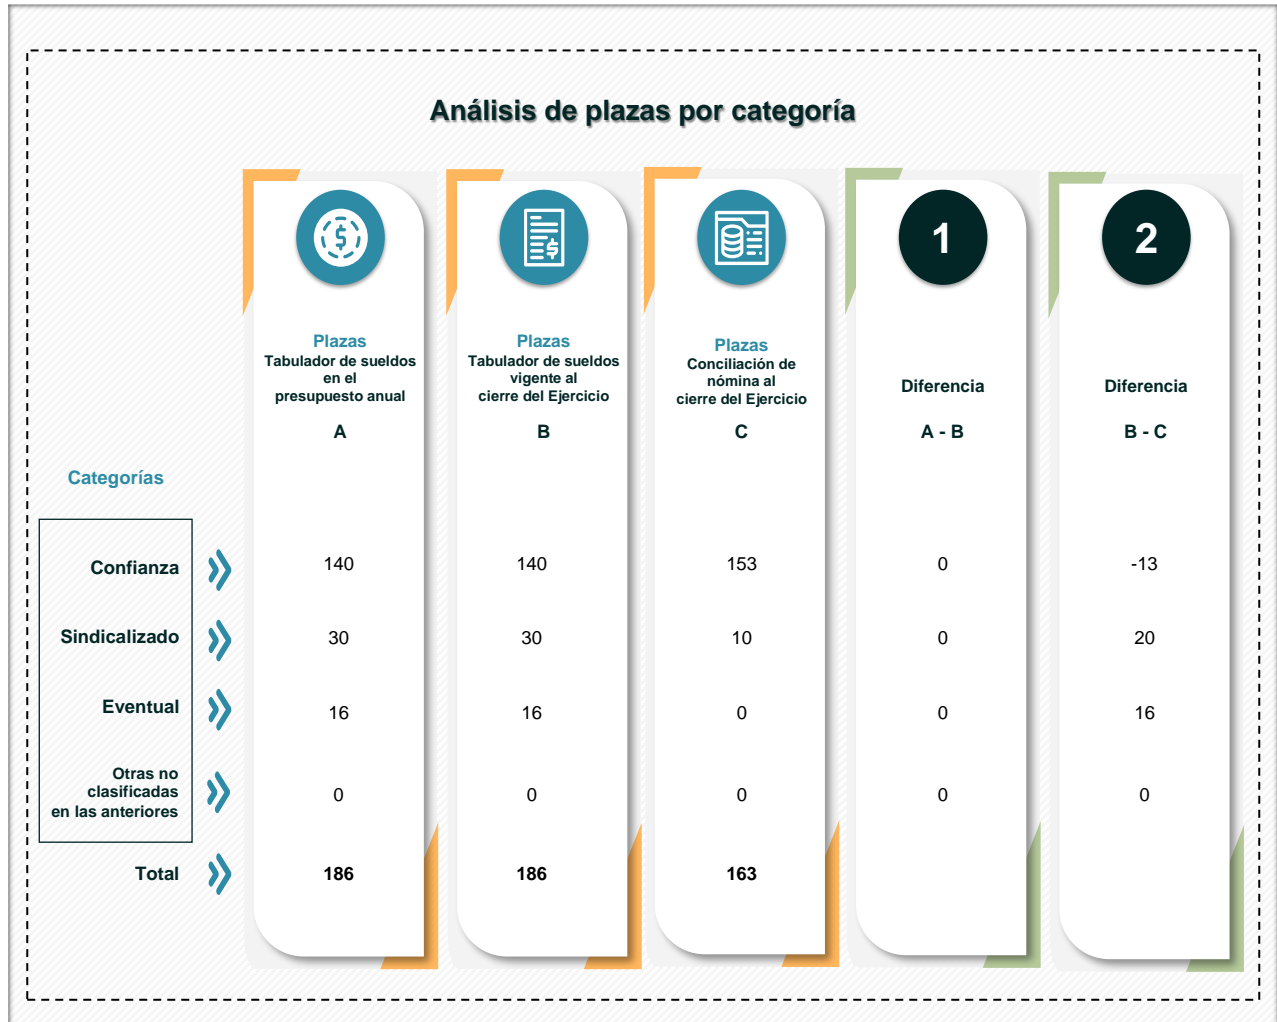 Análisis de plazas por categoría
1
2
Plazas
Tabulador de sueldos
en el
presupuesto anual
A
Plazas
Tabulador de sueldos
vigente al
cierre del Ejercicio
B
Plazas
Conciliación de
nómina al
cierre del Ejercicio
C
Diferencia
A - B
Diferencia
B - C
Categorías
Confianza 140 140 153 0 -13
Sindicalizado 30 30 10 0 20
Eventual 16 16 0 0 16
Otras no
clasificadas
en las anteriores
0 0 0 0 0
Total 186 186 163